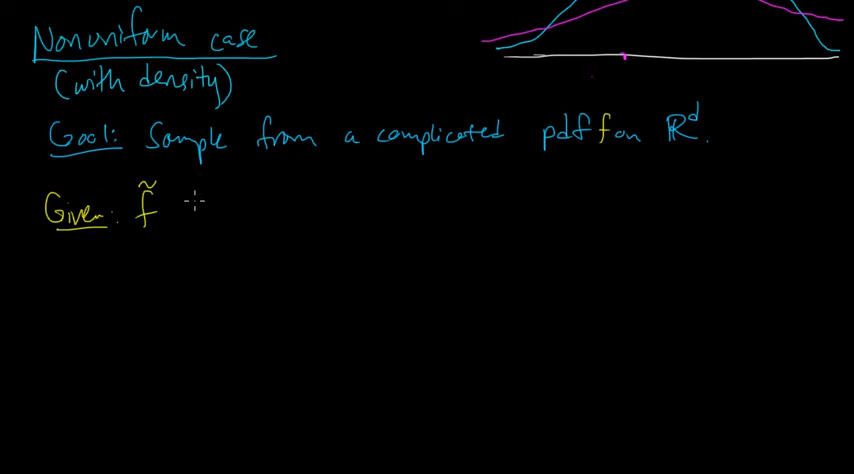 Nonuniform case
(with density)
Goal: Sample from a complicated pdf f on ℝᵈ.
Given: f̃